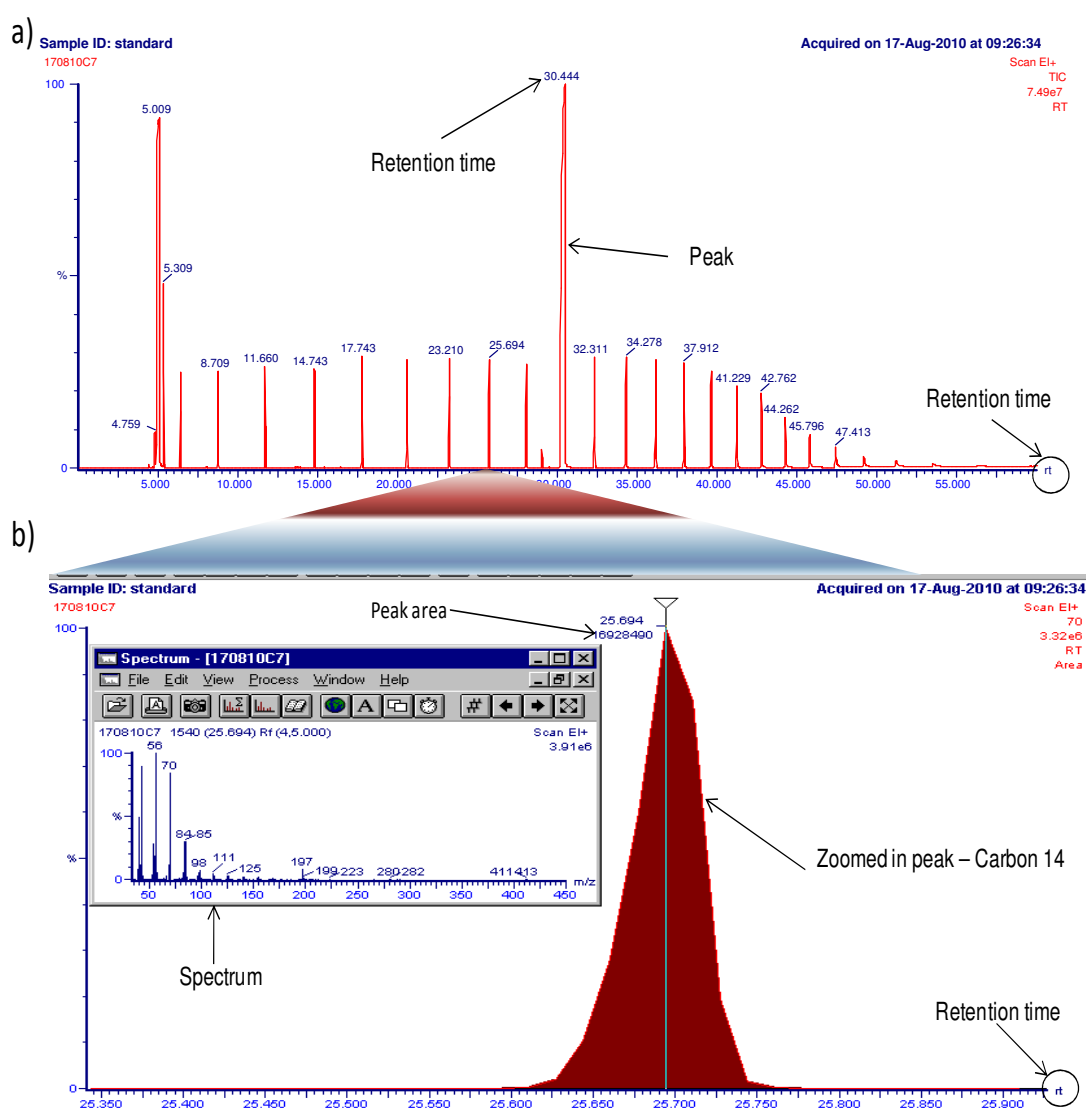 a)
Sample ID: standard
Acquired on 17-Aug-2010 at 09:26:34
170810C7
Scan EI+
TIC
7.49e7
RT
100
%
0
30.444
5.009
Retention time
Peak
5.309
4.759
8.709
11.660
14.743
17.743
23.210
25.694
32.311
34.278
37.912
41.229
42.762
44.262
45.796
47.413
Retention time
rt
5.000 10.000 15.000 20.000 25.000 30.000 35.000 40.000 45.000 50.000 55.000
b)
Sample ID: standard
Acquired on 17-Aug-2010 at 09:26:34
170810C7
Scan EI+
70
3.32e6
RT
Area
Peak area
25.694
16928490
100
%
0
Spectrum - [170810C7]
File Edit View Process Window Help
A
170810C7 1540 (25.694) Rf (4,5.000)
Scan EI+
3.91e6
100
%
0
56
70
84-85
98
111
125
197
199
223
280
282
411
413
m/z
50 100 150 200 250 300 350 400 450
Spectrum
Zoomed in peak – Carbon 14
Retention time
rt
25.350 25.400 25.450 25.500 25.550 25.600 25.650 25.700 25.750 25.800 25.850 25.900